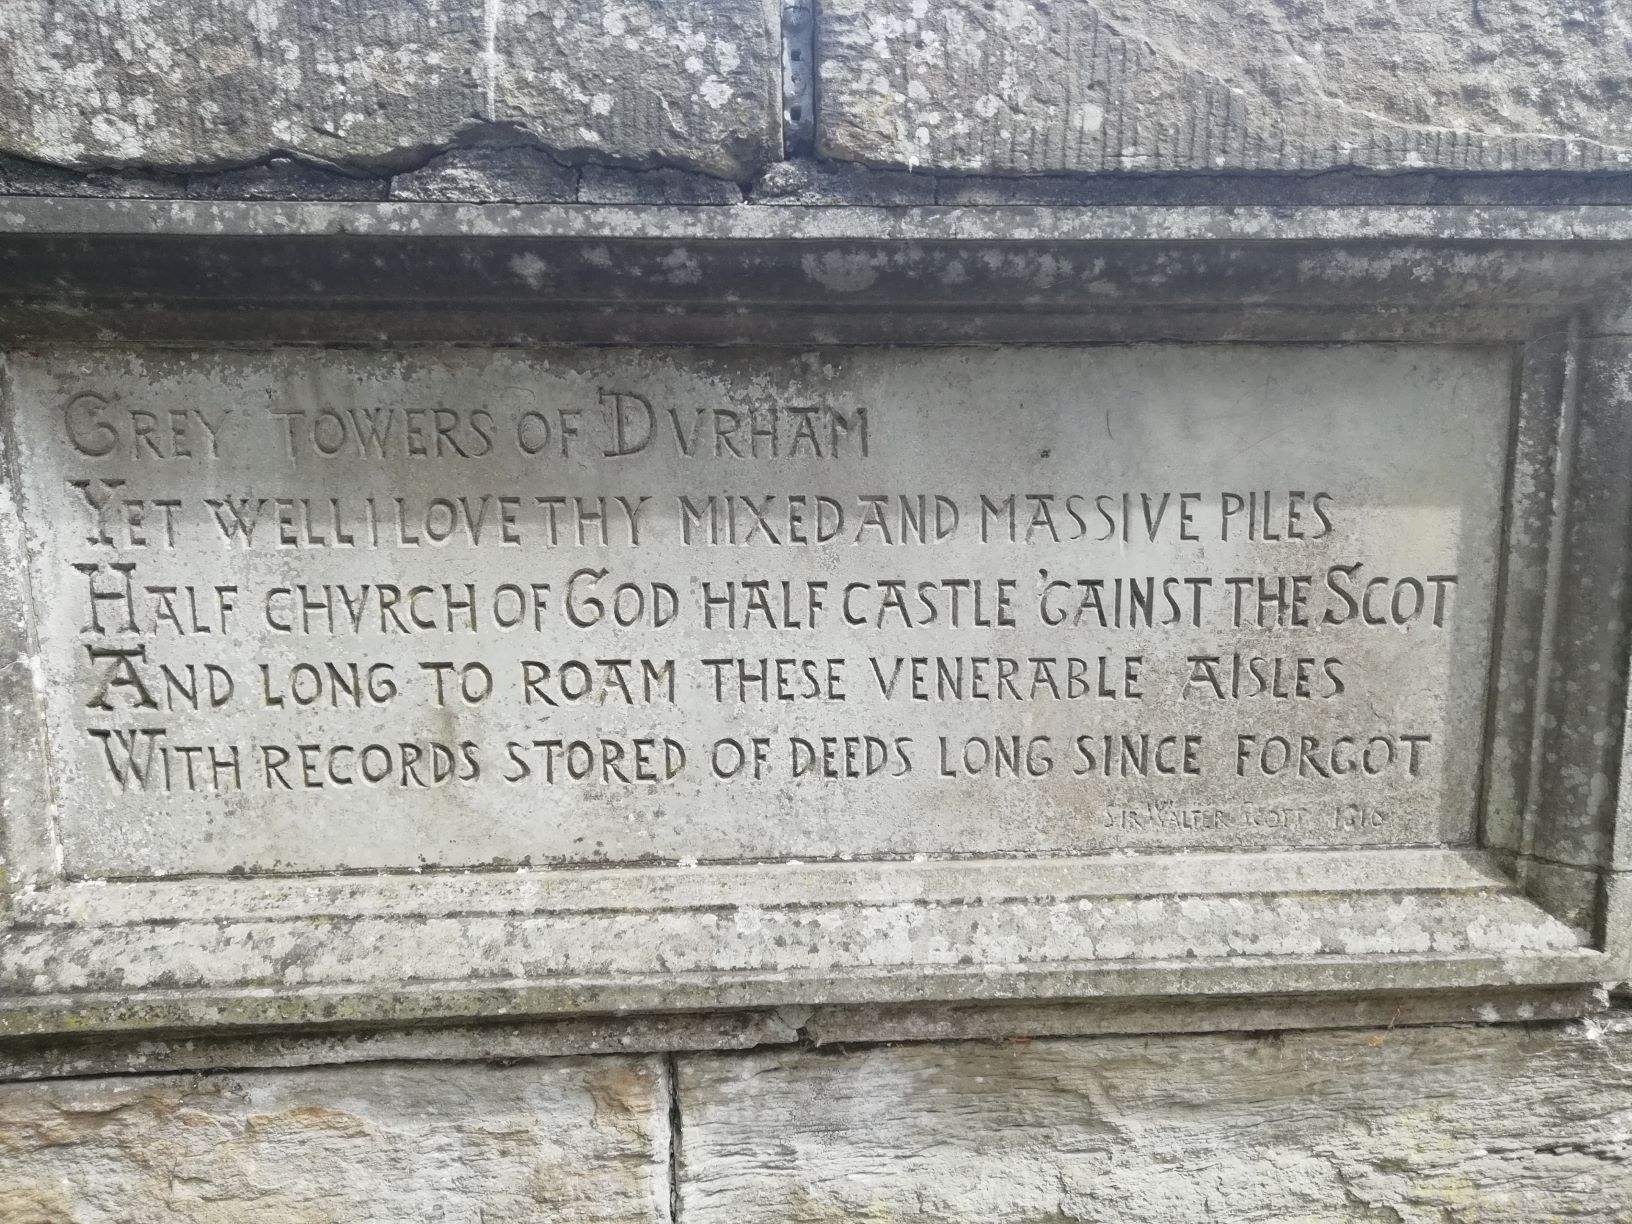 GREY TOWERS OF DVRHAM
YET WELL I LOVE THY MIXED AND MASSIVE PILES
HALF CHVRCH OF GOD HALF CASTLE 'GAINST THE SCOT
AND LONG TO ROAM THESE VENERABLE AISLES
WITH RECORDS STORED OF DEEDS LONG SINCE FORGOT
SIR WALTER SCOTT